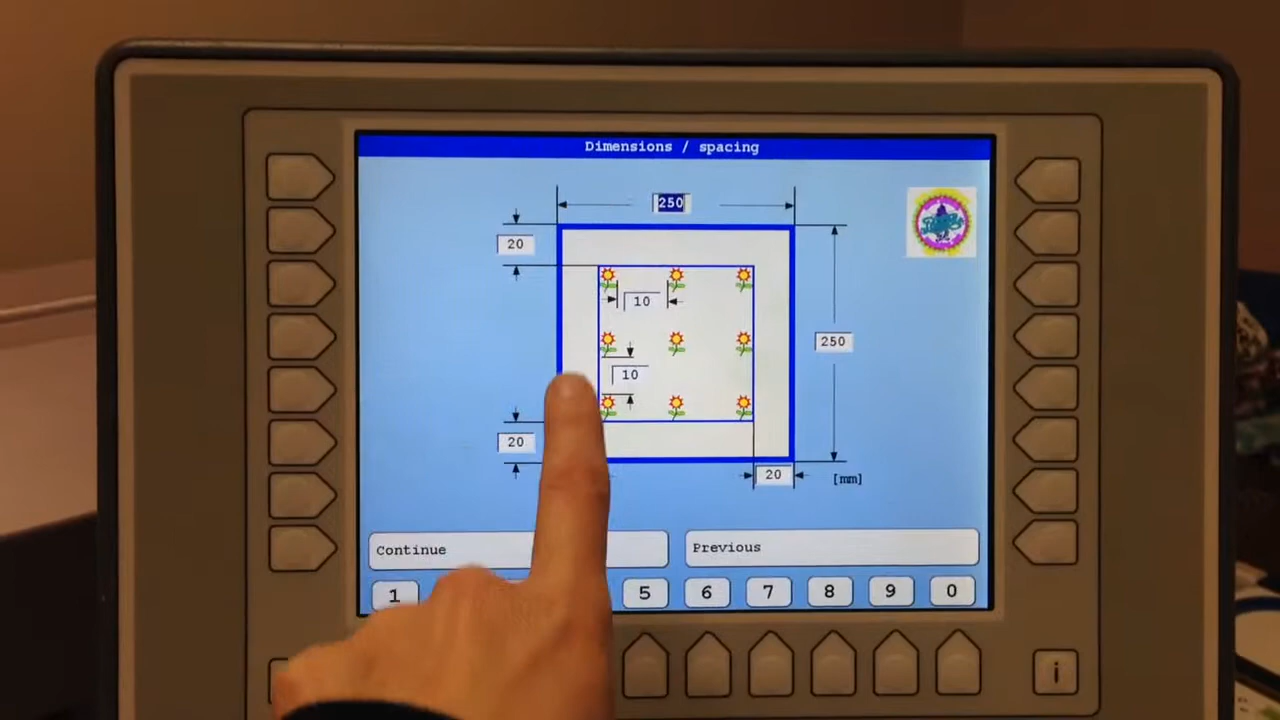 Dimensions / spacing
250
20
10
250
10
20
20
[mm]
Continue
Previous
1 5 6 7 8 9 0
i